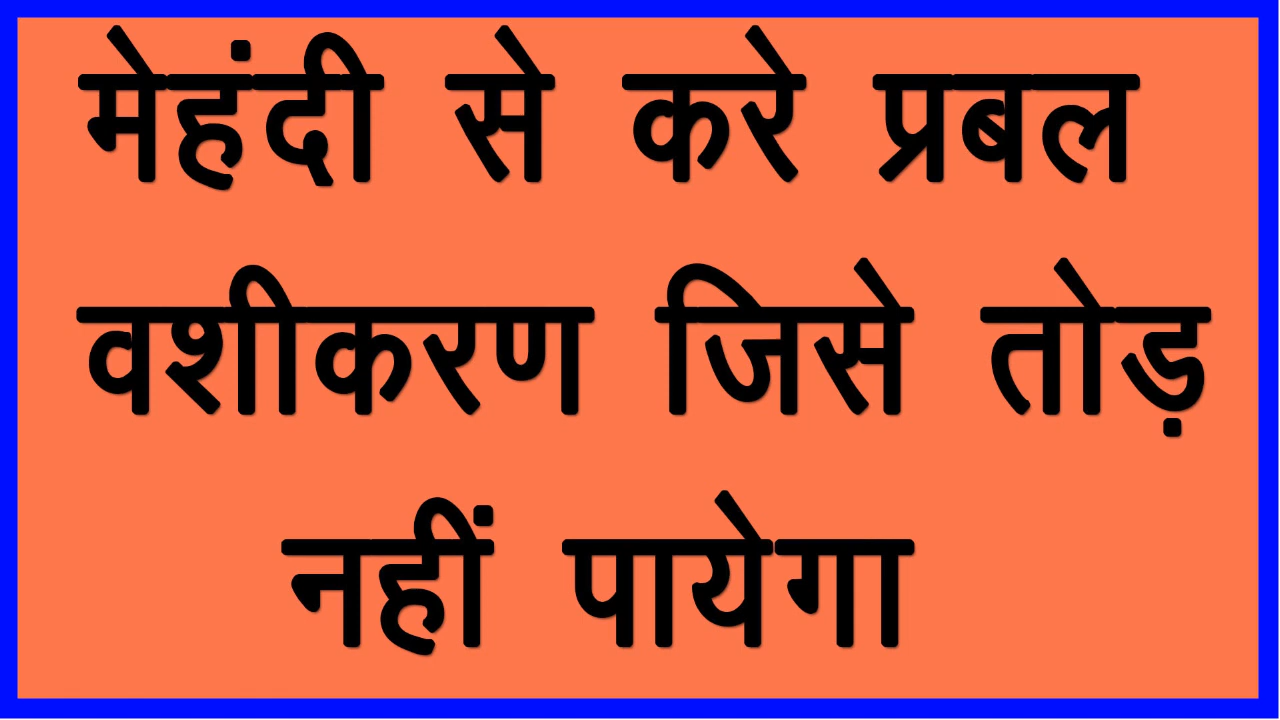 मेहंदी से करे प्रबल
वशीकरण जिसे तोड़
नहीं पायेगा